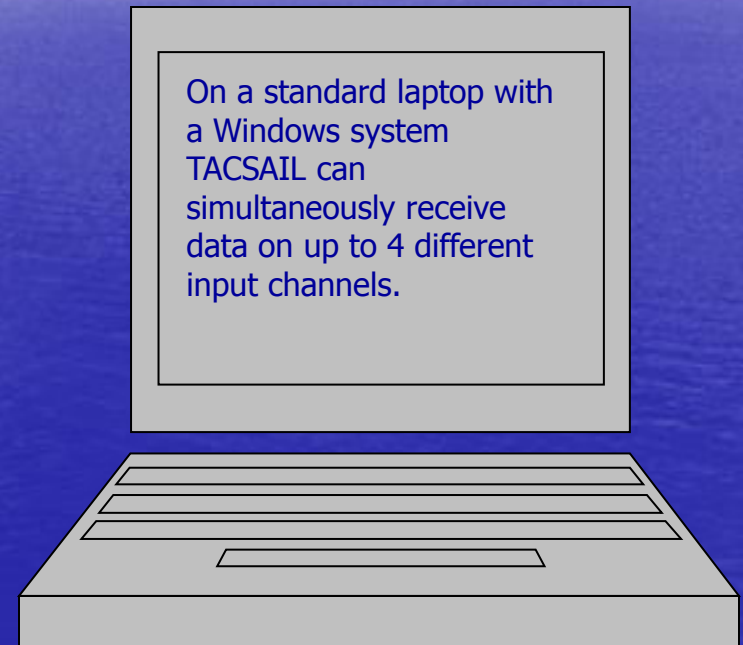 On a standard laptop with
a Windows system
TACSAIL can
simultaneously receive
data on up to 4 different
input channels.